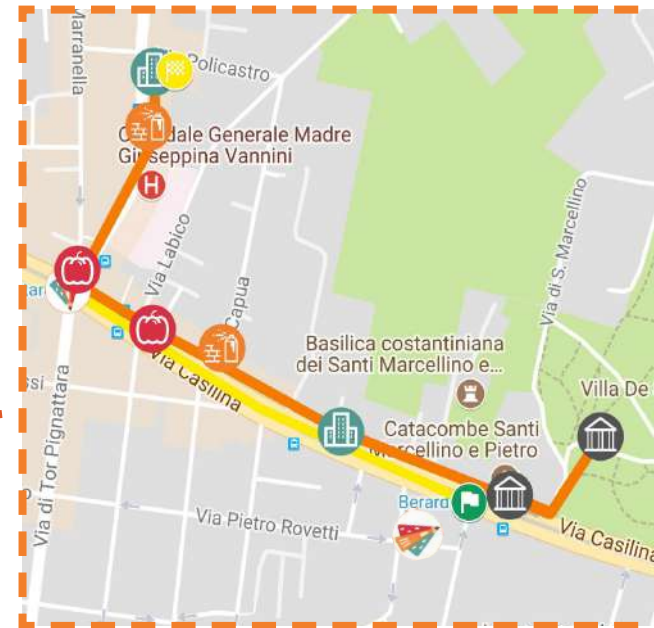 Marranella
Policastro
dale Generale Madre
Giuseppina Vannini
H
Via Labico
Capua
Via di S. Marcellino
Basilica costantiniana
dei Santi Marcellino e...
Villa De
Catacombe Santi
Marcellino e Pietro
Via Casilina
Berard
Via di Tor Pignattara
Via Pietro Rovetti
Via Casilina